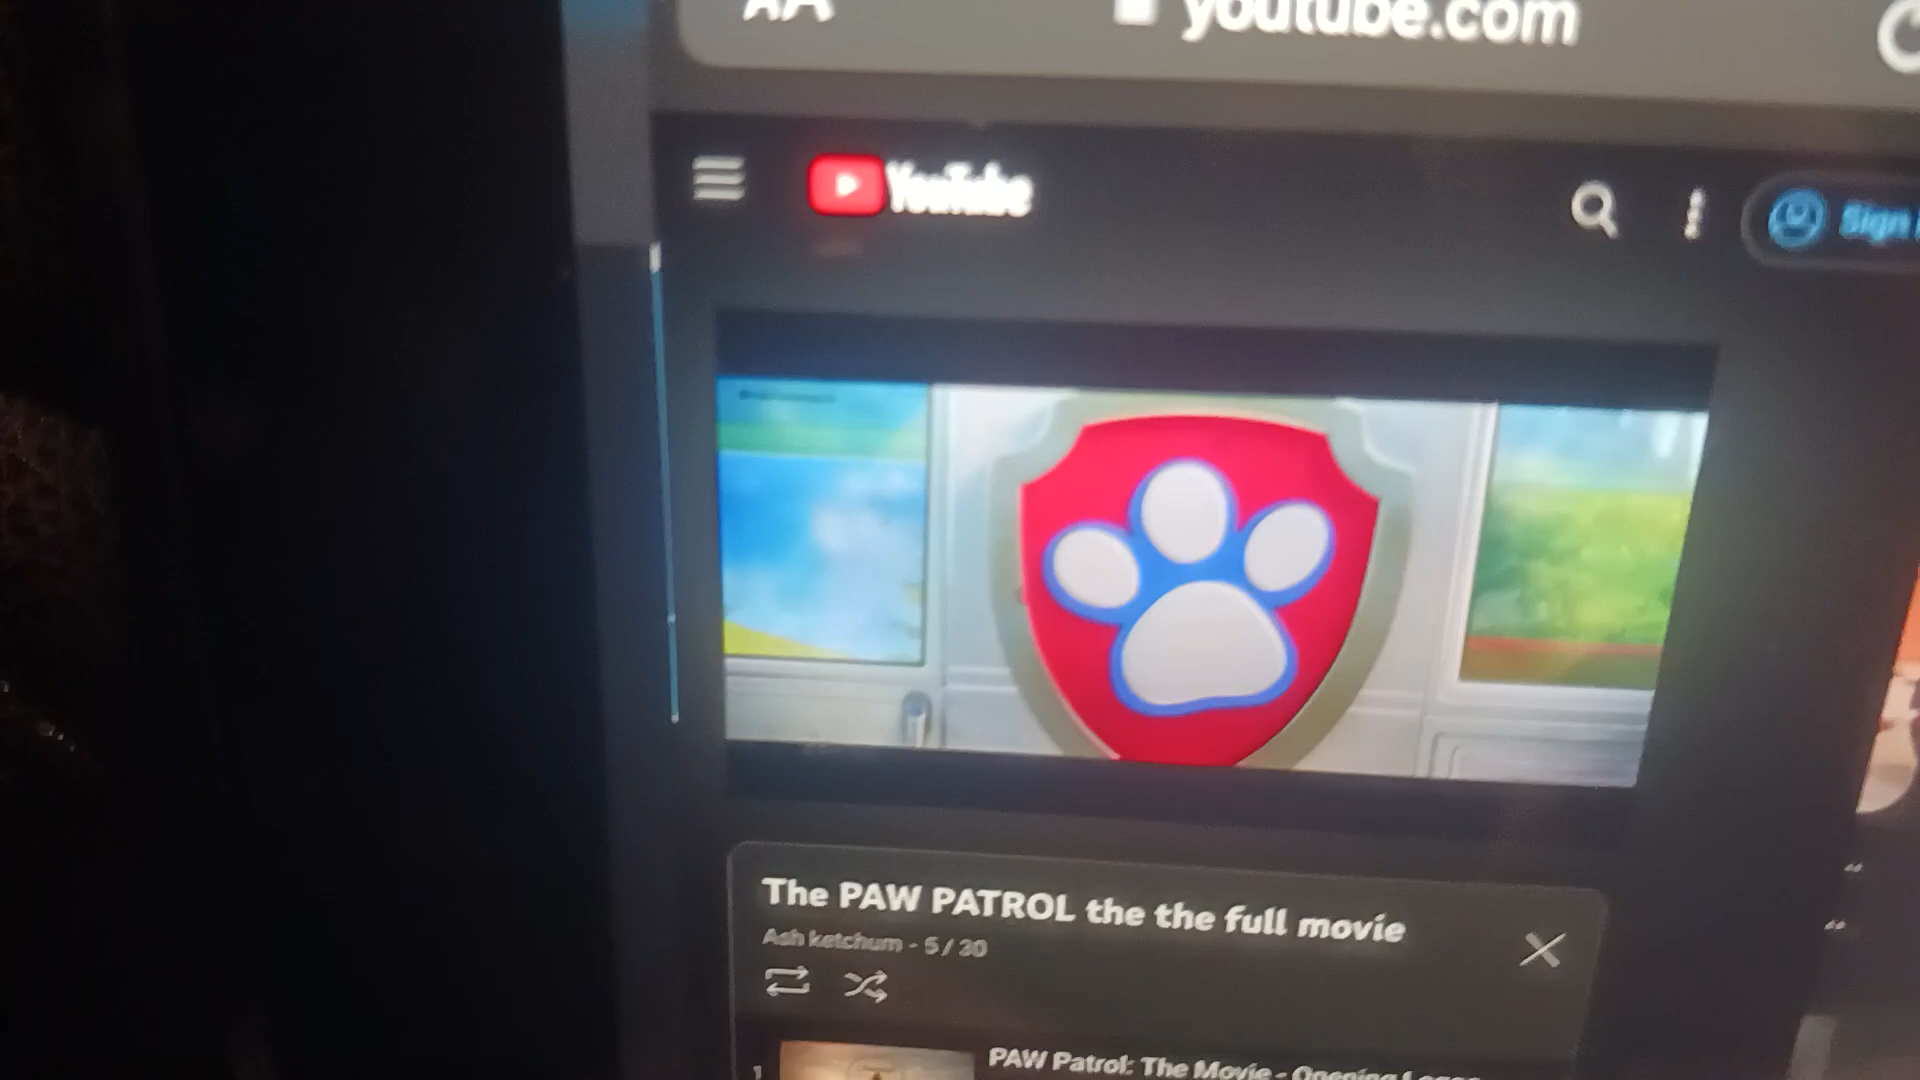 AA
youtube.com
YouTube
Sign
The PAW PATROL the the full movie
Ash ketchum - 5 / 30
1
PAW Patrol: The Movie - Opening